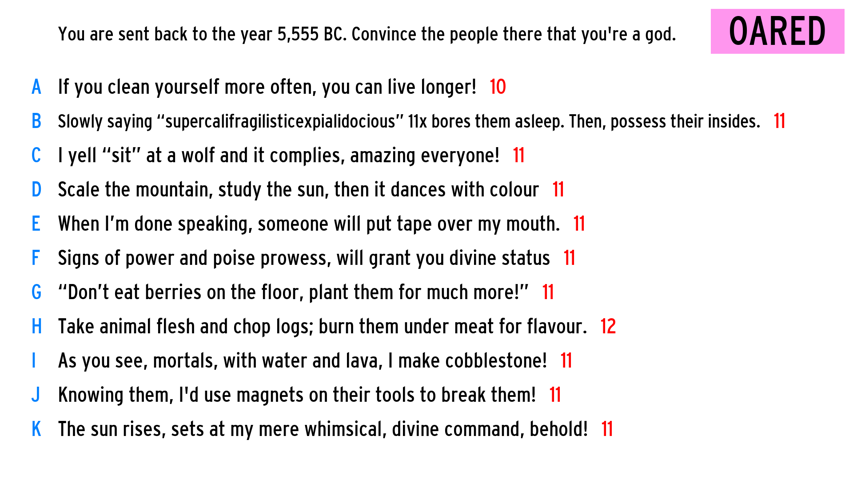 You are sent back to the year 5,555 BC. Convince the people there that you're a god.
OARED
A If you clean yourself more often, you can live longer! 10
B Slowly saying “supercalifragilisticexpialidocious” 11x bores them asleep. Then, possess their insides. 11
C I yell “sit” at a wolf and it complies, amazing everyone! 11
D Scale the mountain, study the sun, then it dances with colour 11
E When I’m done speaking, someone will put tape over my mouth. 11
F Signs of power and poise prowess, will grant you divine status 11
G “Don’t eat berries on the floor, plant them for much more!” 11
H Take animal flesh and chop logs; burn them under meat for flavour. 12
I As you see, mortals, with water and lava, I make cobblestone! 11
J Knowing them, I'd use magnets on their tools to break them! 11
K The sun rises, sets at my mere whimsical, divine command, behold! 11